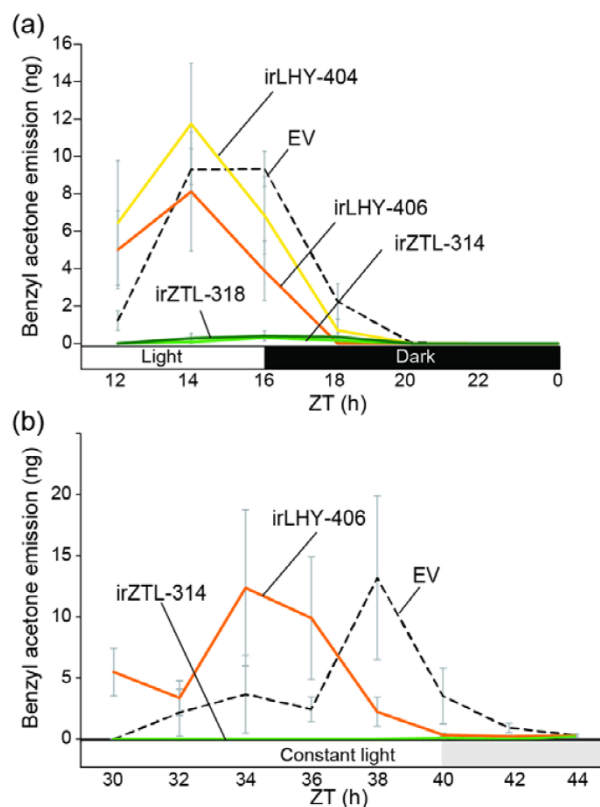 (a)
Benzyl acetone emission (ng)
16
14
12
10
8
6
4
2
0
irLHY-404
EV
irLHY-406
irZTL-314
irZTL-318
Light
Dark
12 14 16 18 20 22 0
ZT (h)
(b)
Benzyl acetone emission (ng)
20
15
10
5
0
irLHY-406
EV
irZTL-314
Constant light
30 32 34 36 38 40 42 44
ZT (h)